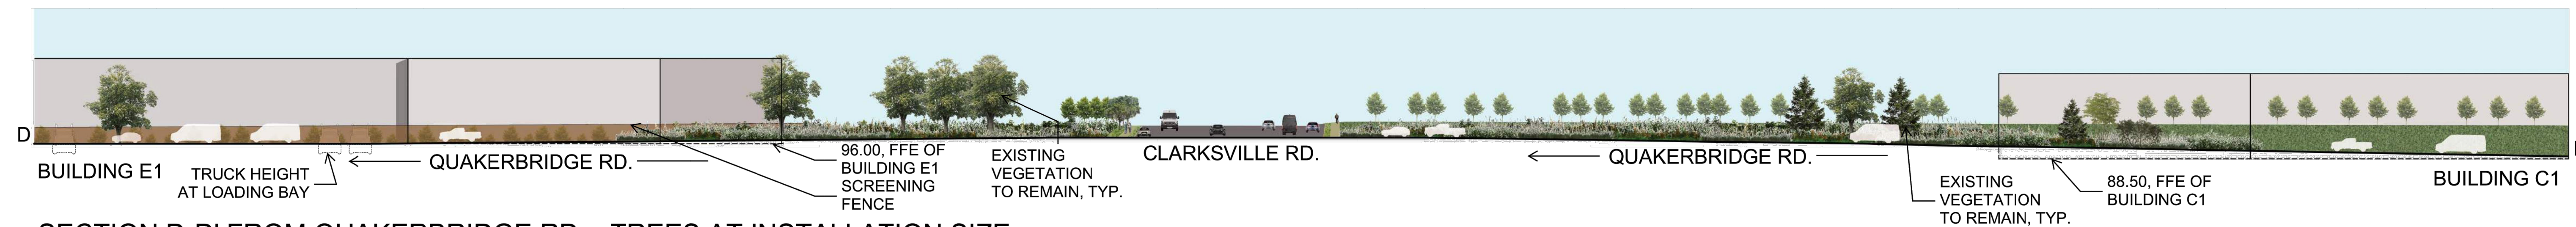 D
BUILDING E1
TRUCK HEIGHT
AT LOADING BAY
QUAKERBRIDGE RD.
96.00, FFE OF
BUILDING E1
SCREENING
FENCE
EXISTING
VEGETATION
TO REMAIN, TYP.
CLARKSVILLE RD.
QUAKERBRIDGE RD.
EXISTING
VEGETATION
TO REMAIN, TYP.
88.50, FFE OF
BUILDING C1
BUILDING C1